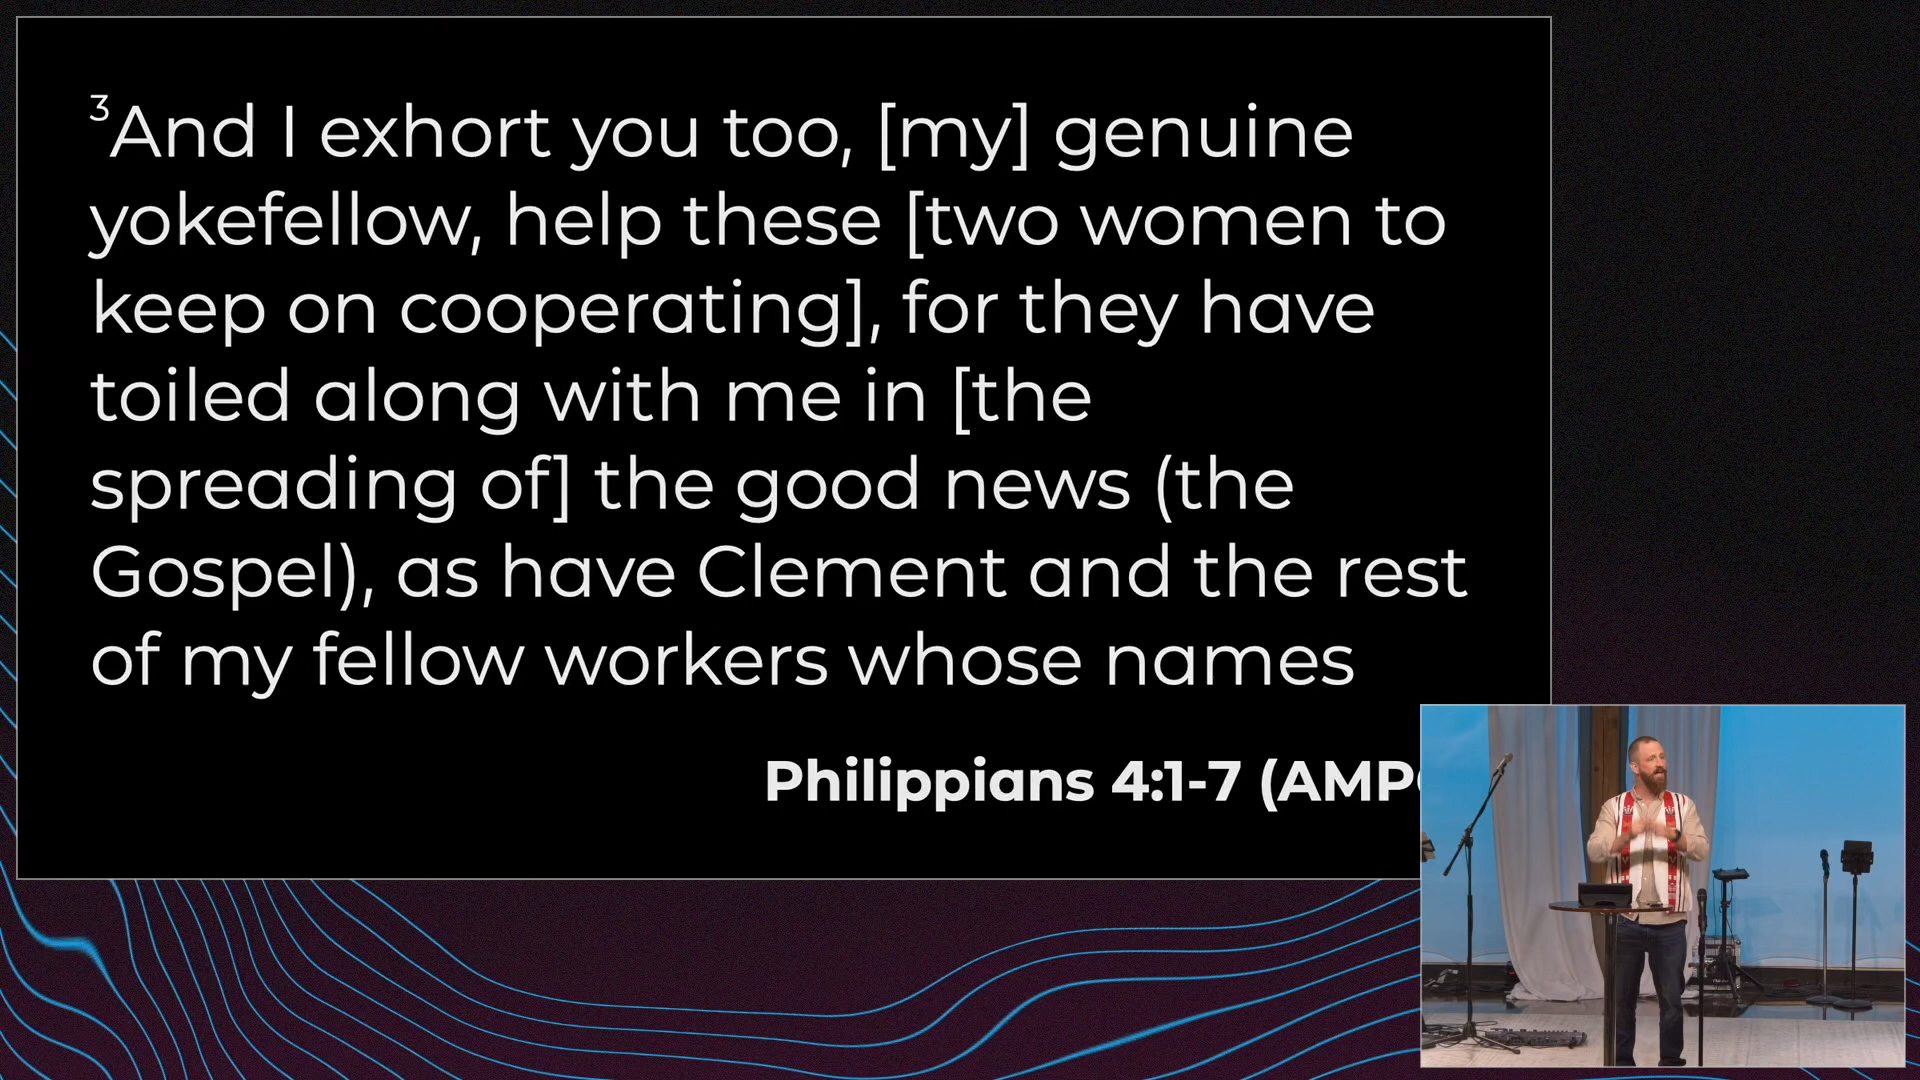 ³And I exhort you too, [my] genuine
yokefellow, help these [two women to
keep on cooperating], for they have
toiled along with me in [the
spreading of] the good news (the
Gospel), as have Clement and the rest
of my fellow workers whose names
Philippians 4:1-7 (AMP